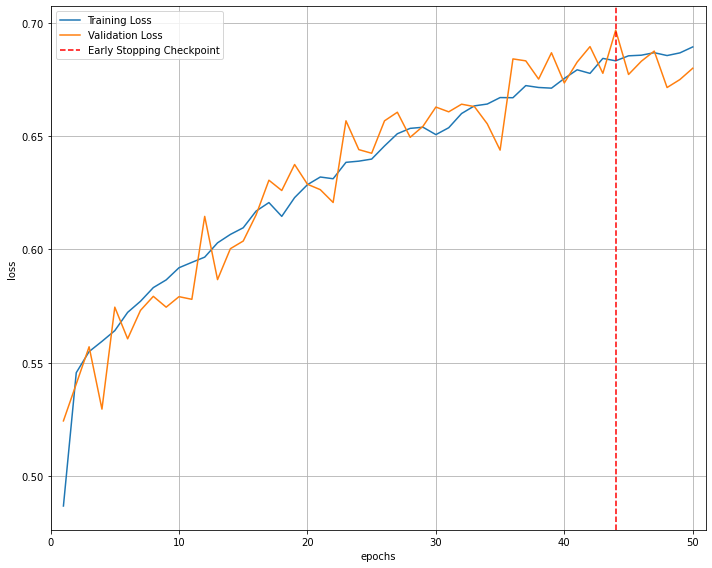 Training Loss
Validation Loss
Early Stopping Checkpoint
0.70
0.65
0.60
0.55
0.50
loss
0 10 20 30 40 50
epochs